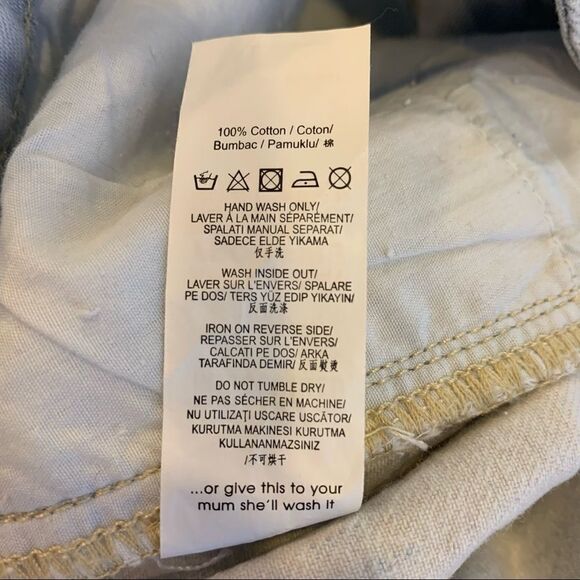 100% Cotton / Coton/
Bumbac / Pamuklu/ 棉
HAND WASH ONLY/
LAVER Á LA MAIN SÉPARÉMENT/
SPALATI MANUAL SEPARAT/
SADECE ELDE YIKAMA
仅手洗
WASH INSIDE OUT/
LAVER SUR L'ENVERS/ SPALARE
PE DOS/ TERS YÜZ EDIP YIKAYIN/
反面洗涤
IRON ON REVERSE SIDE/
REPASSER SUR L'ENVERS/
CALCATI PE DOS/ ARKA
TARAFINDA DEMIR/ 反面熨烫
DO NOT TUMBLE DRY/
NE PAS SÉCHER EN MACHINE/
NU UTILIZAȚI USCARE USCĂTOR/
KURUTMA MAKINESI KURUTMA
KULLANANMAZSINIZ
/不可烘干
...or give this to your
mum she'll wash it